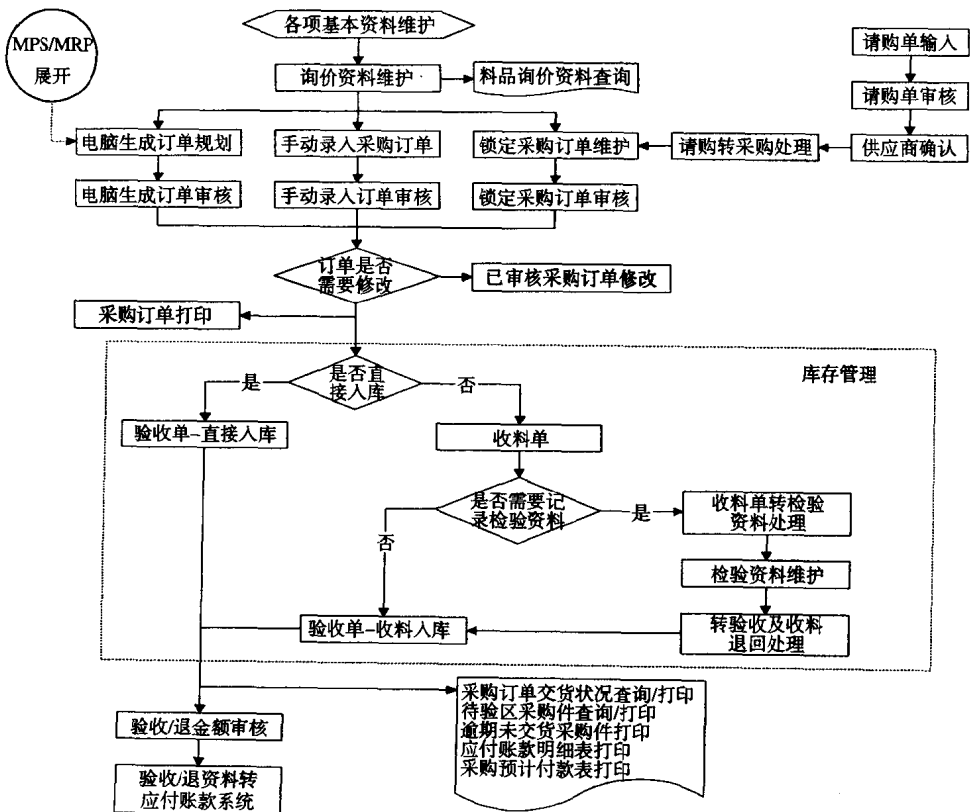 各项基本资料维护
MPS/MRP
展开
请购单输入
询价资料维护
料品询价资料查询
请购单审核
电脑生成订单规划
手动录入采购订单
锁定采购订单维护
请购转采购处理
供应商确认
电脑生成订单审核
手动录入订单审核
锁定采购订单审核
订单是否
需要修改
已审核采购订单修改
采购订单打印
库存管理
是
是否直
接入库
否
验收单-直接入库
收料单
是否需要记
录检验资料
是
收料单转检验
资料处理
否
检验资料维护
验收单-收料入库
转验收及收料
退回处理
采购订单交货状况查询/打印
待验区采购件查询/打印
逾期未交货采购件打印
应付账款明细表打印
采购预计付款表打印
验收/退金额审核
验收/退资料转
应付账款系统